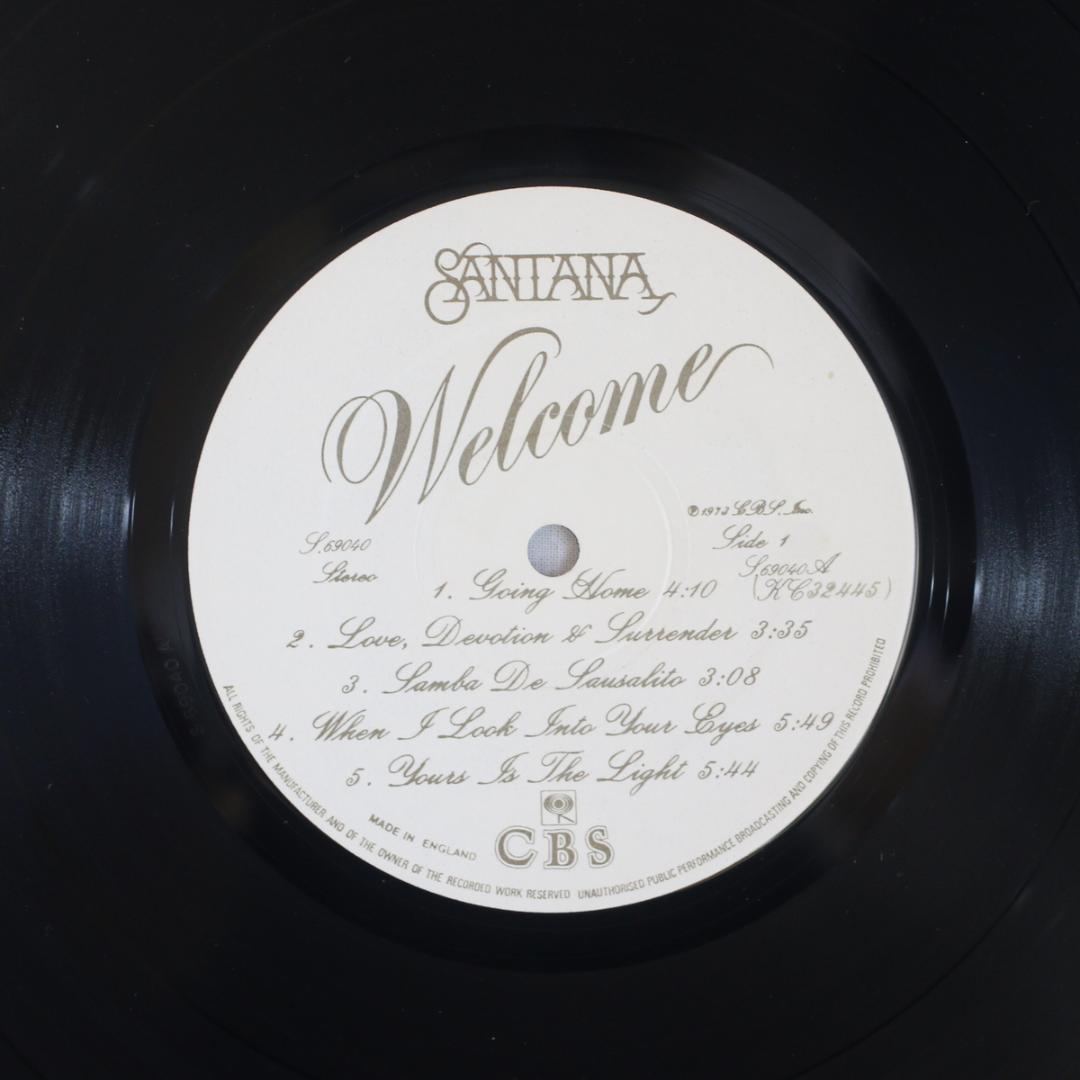 SANTANA
Welcome
℗ 1973 CBS. Inc.
S.69040
Stereo
Side 1
S69040A
(KC32445)
1. Going Home 4:10
2. Love, Devotion & Surrender 3:35
3. Samba De Sausalito 3:08
4. When I Look Into Your Eyes 5:49
5. Yours Is The Light 5:44
CBS
MADE IN ENGLAND
ALL RIGHTS OF THE MANUFACTURER AND OF THE OWNER OF THE RECORDED WORK RESERVED UNAUTHORISED PUBLIC PERFORMANCE BROADCASTING AND COPYING OF THIS RECORD PROHIBITED